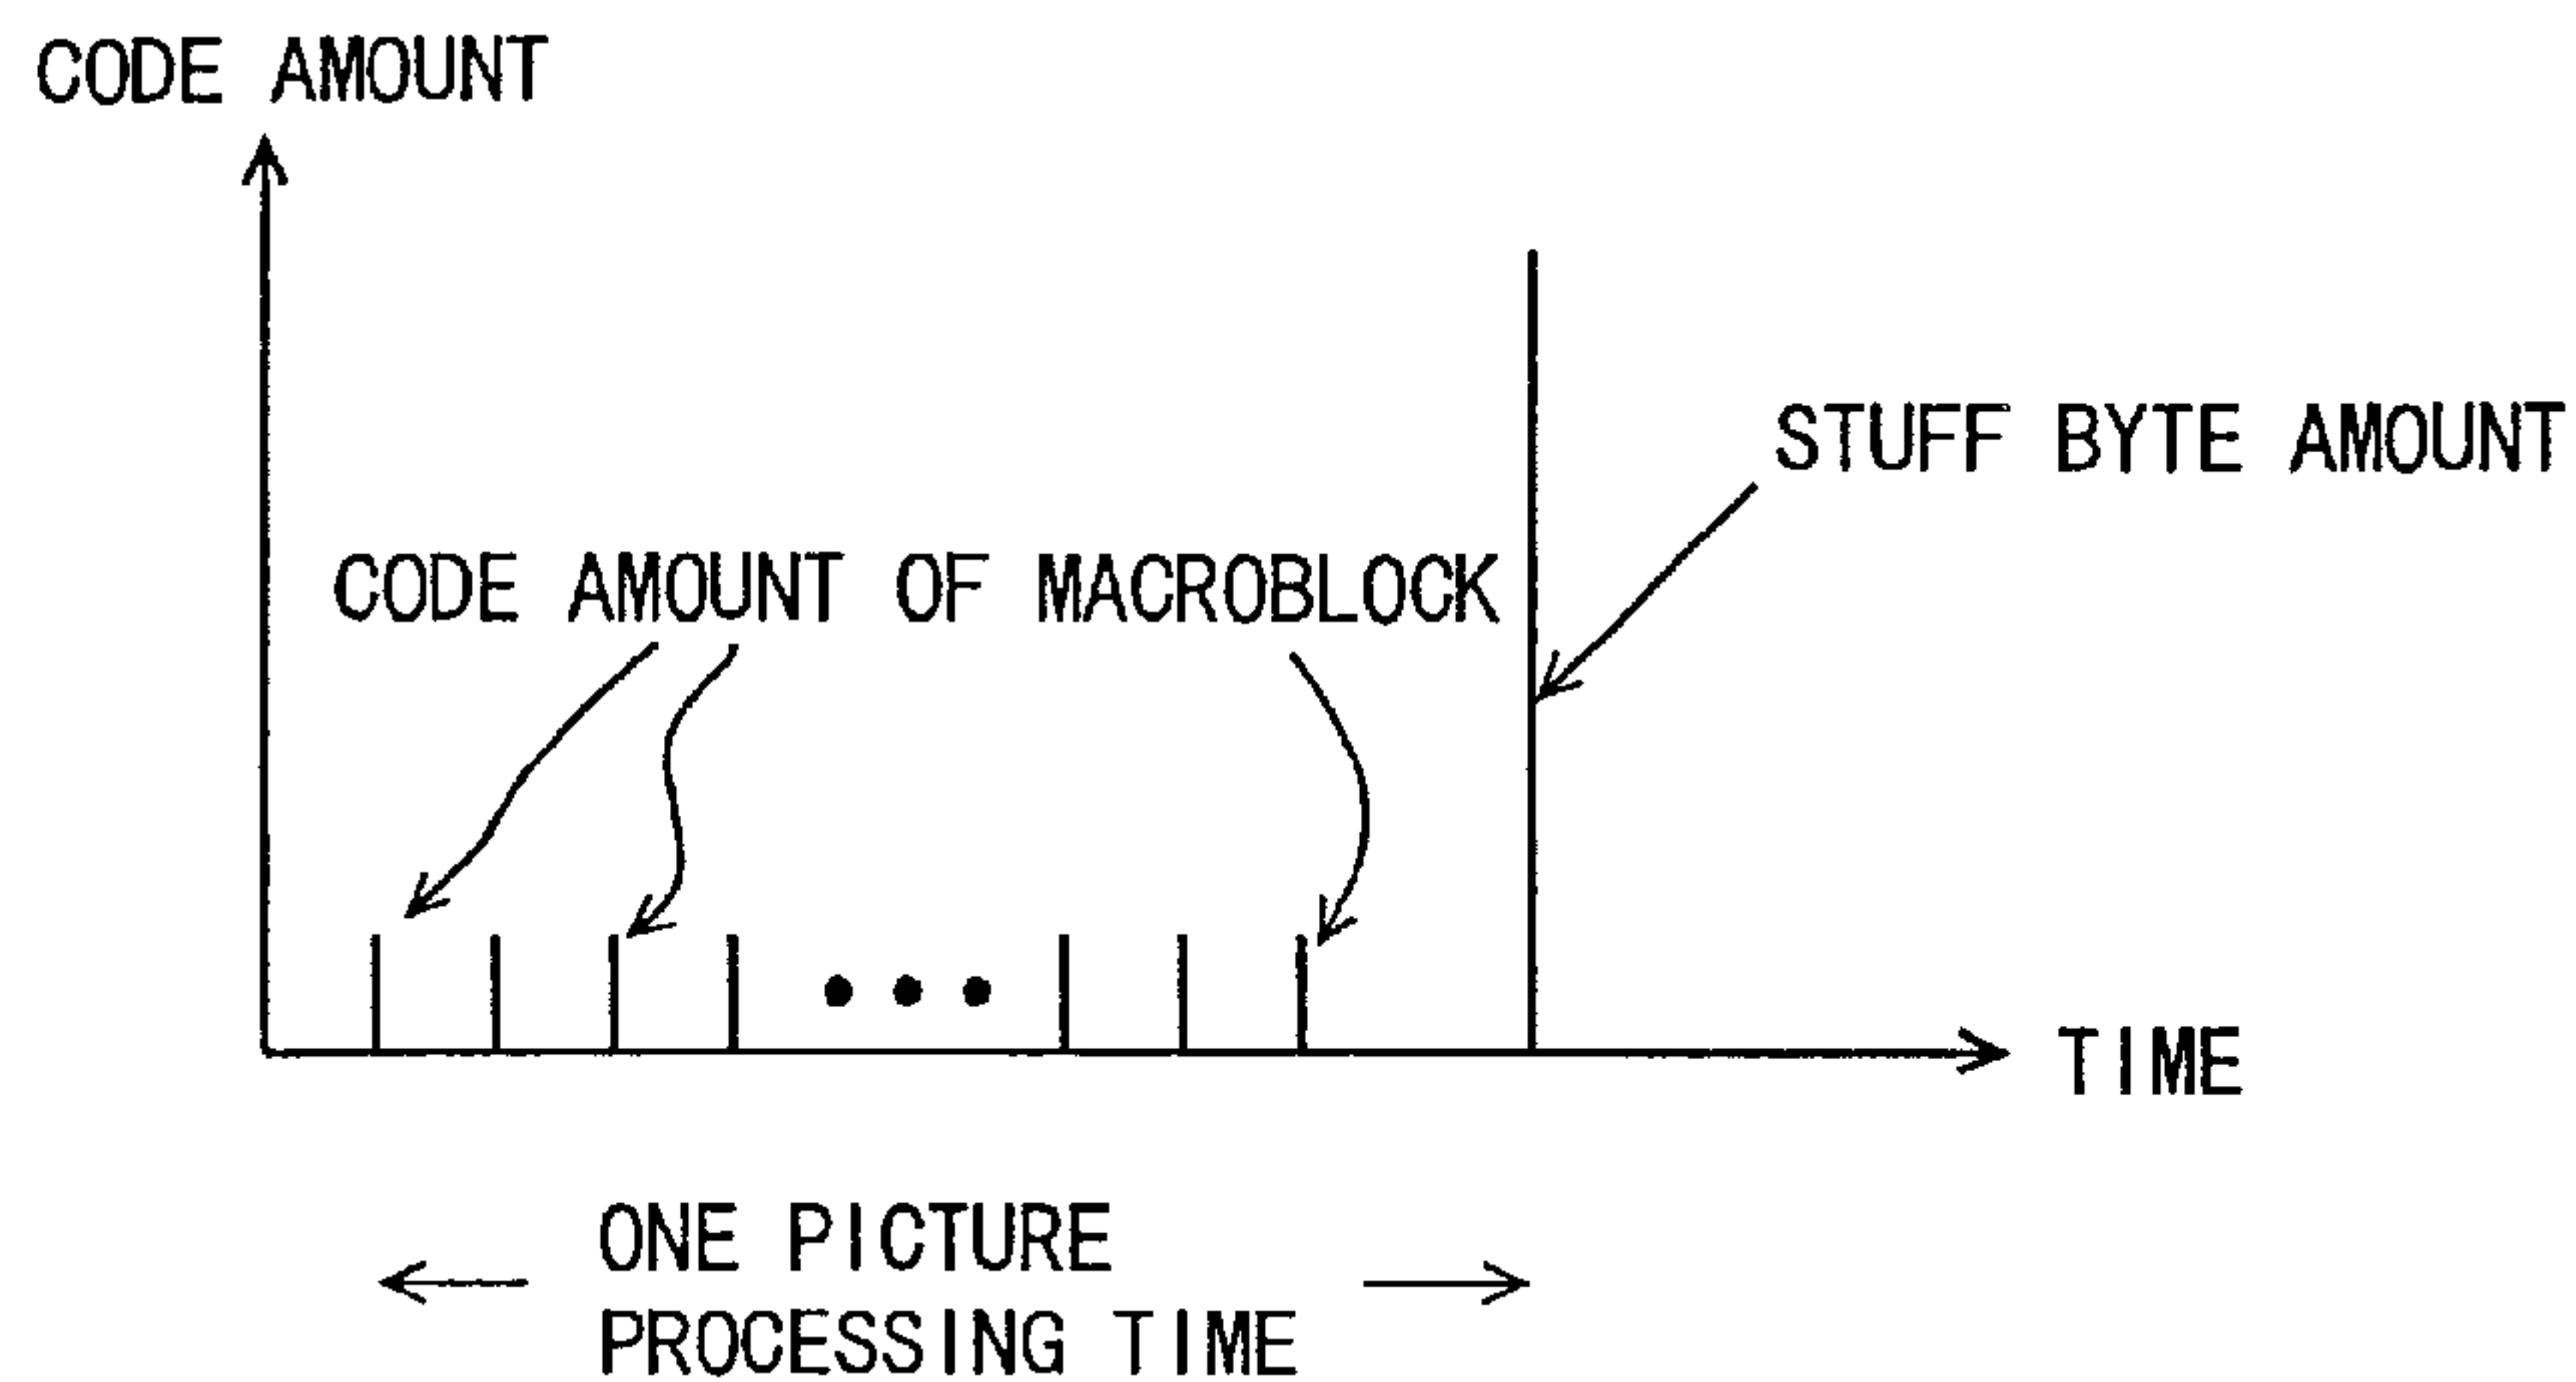 CODE AMOUNT
STUFF BYTE AMOUNT
CODE AMOUNT OF MACROBLOCK
TIME
ONE PICTURE
PROCESSING TIME